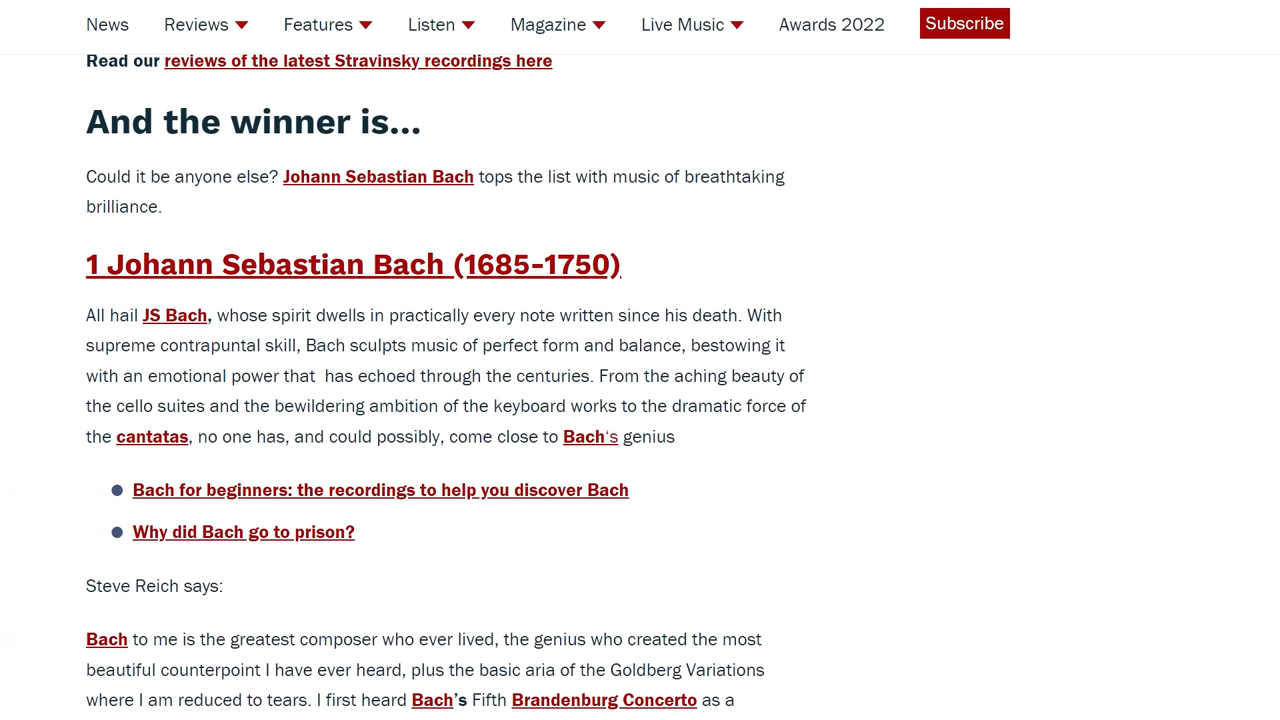 News Reviews Features Listen Magazine Live Music Awards 2022 Subscribe
Read our reviews of the latest Stravinsky recordings here
And the winner is…
Could it be anyone else? Johann Sebastian Bach tops the list with music of breathtaking
brilliance.
1 Johann Sebastian Bach (1685-1750)
All hail JS Bach, whose spirit dwells in practically every note written since his death. With
supreme contrapuntal skill, Bach sculpts music of perfect form and balance, bestowing it
with an emotional power that  has echoed through the centuries. From the aching beauty of
the cello suites and the bewildering ambition of the keyboard works to the dramatic force of
the cantatas, no one has, and could possibly, come close to Bach‘s genius
● Bach for beginners: the recordings to help you discover Bach
● Why did Bach go to prison?
Steve Reich says:
Bach to me is the greatest composer who ever lived, the genius who created the most
beautiful counterpoint I have ever heard, plus the basic aria of the Goldberg Variations
where I am reduced to tears. I first heard Bach’s Fifth Brandenburg Concerto as a